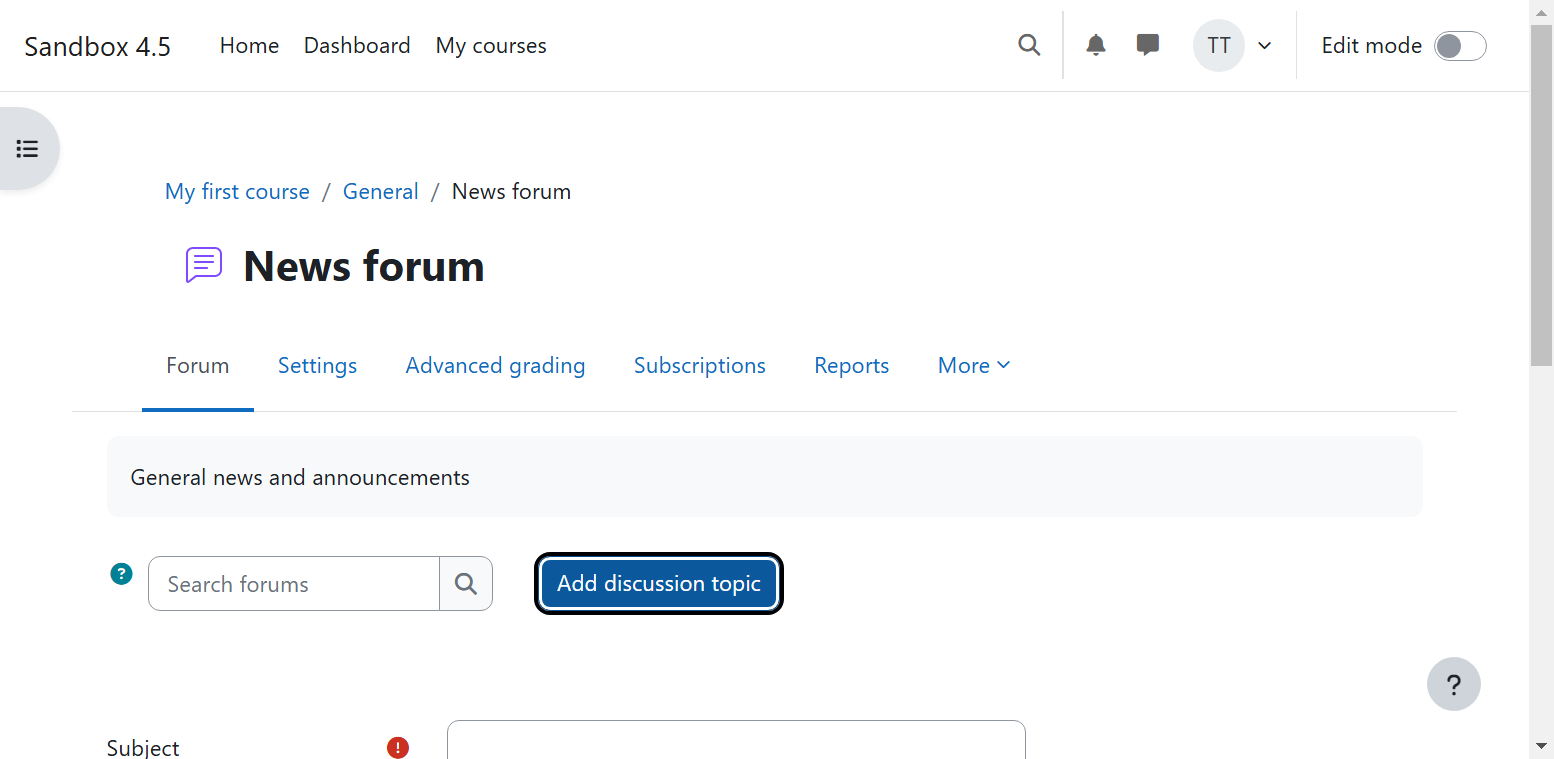 Sandbox 4.5 Home Dashboard My courses TT Edit mode
My first course / General / News forum
News forum
Forum Settings Advanced grading Subscriptions Reports More
General news and announcements
? Search forums Add discussion topic
?
Subject !